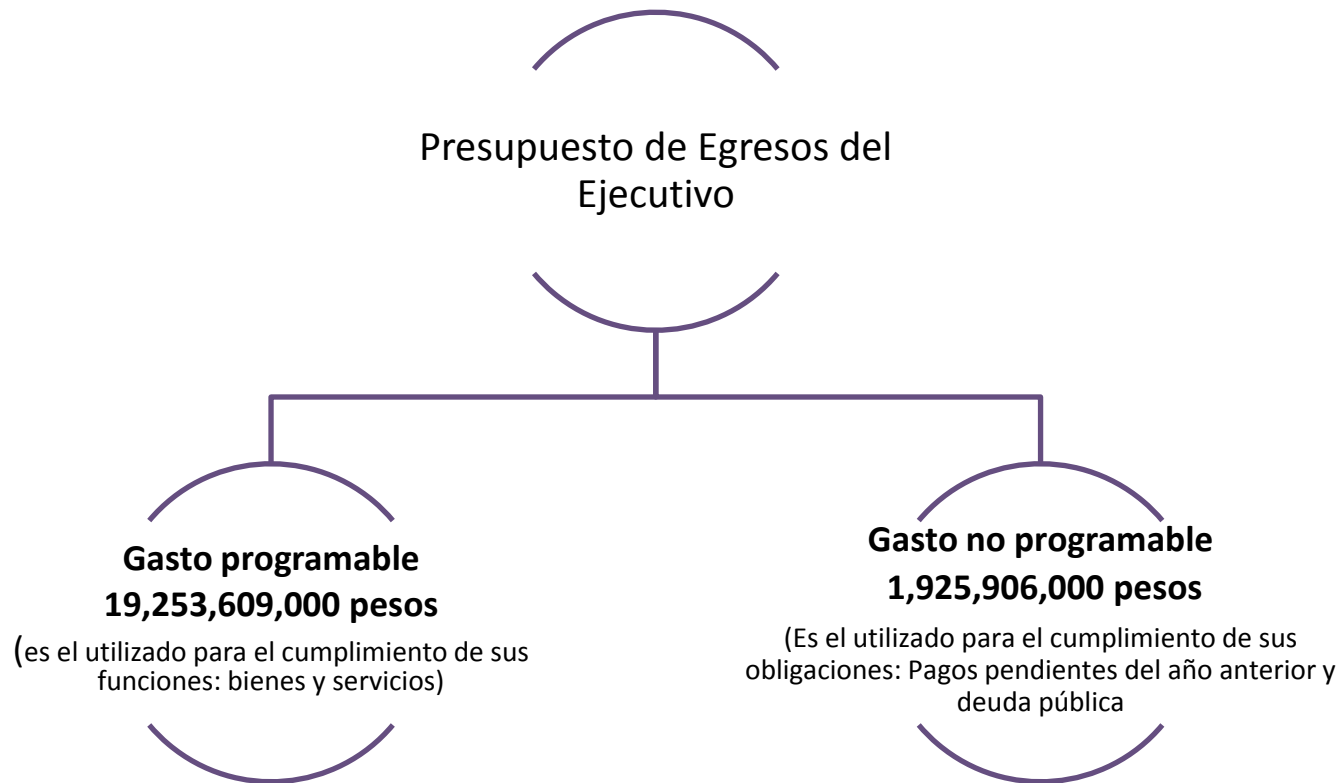 Presupuesto de Egresos del
Ejecutivo
Gasto programable
19,253,609,000 pesos
(es el utilizado para el cumplimiento de sus
funciones: bienes y servicios)
Gasto no programable
1,925,906,000 pesos
(Es el utilizado para el cumplimiento de sus
obligaciones: Pagos pendientes del año anterior y
deuda pública